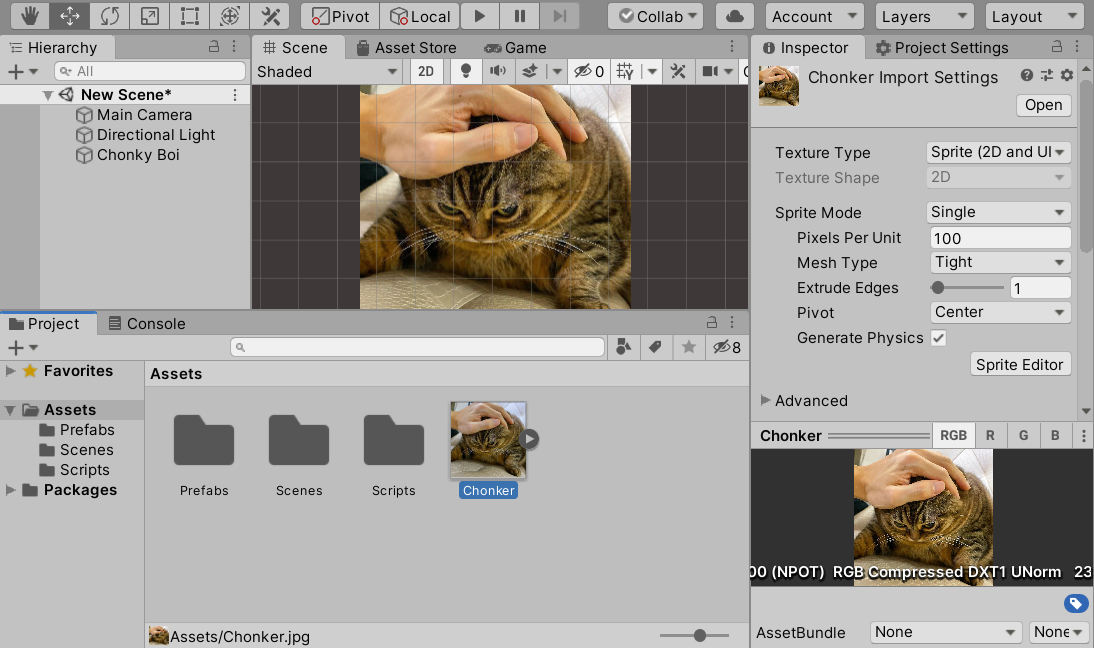 Pivot Local Collab Account Layers Layout
Hierarchy
All
New Scene*
Main Camera
Directional Light
Chonky Boi
Scene Asset Store Game
Shaded 2D 0
Inspector Project Settings
Chonker Import Settings
Open
Texture Type Sprite (2D and UI
Texture Shape 2D
Sprite Mode Single
Pixels Per Unit 100
Mesh Type Tight
Extrude Edges 1
Pivot Center
Generate Physics
Sprite Editor
Advanced
Project Console
8
Favorites
Assets
Prefabs
Scenes
Scripts
Packages
Assets
Prefabs Scenes Scripts Chonker
Assets/Chonker.jpg
Chonker RGB R G B
00 (NPOT) RGB Compressed DXT1 UNorm 23
AssetBundle None None